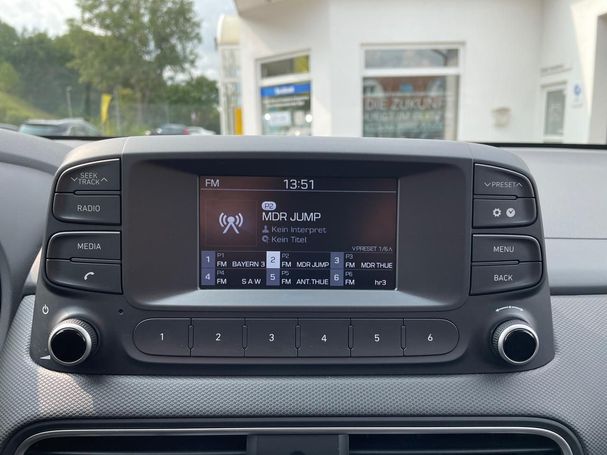 DIE ZUKUNFT
SEEK
TRACK
RADIO
MEDIA
FM
13:51
P2
MDR JUMP
Kein Interpret
Kein Titel
PRESET 1/6
1 P1 FM BAYERN 3
2 P2 FM MDR JUMP
3 P3 FM MDR THUE
4 P4 FM S A W
5 P5 FM ANT.THUE
6 P6 FM hr3
PRESET
MENU
BACK
1 2 3 4 5 6